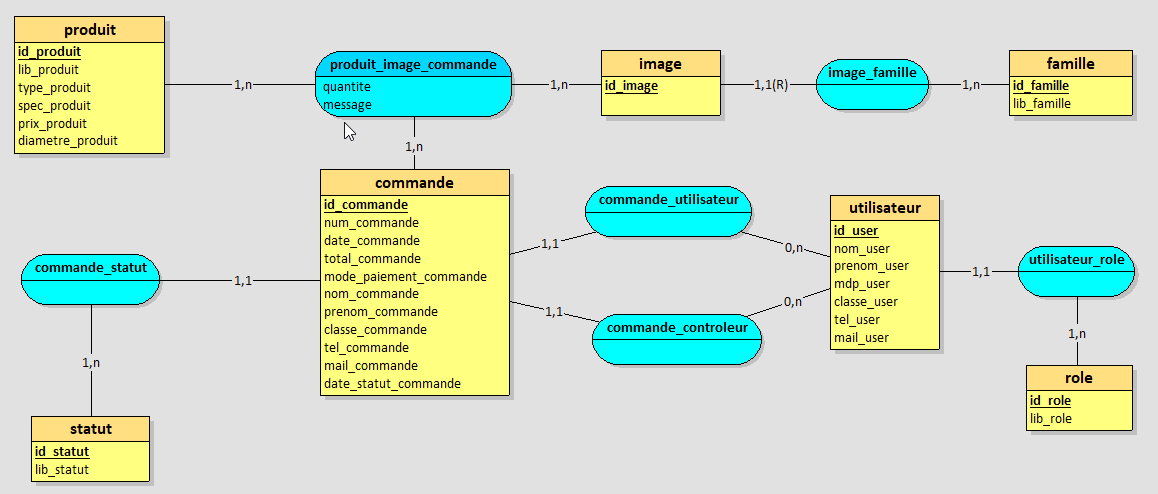 produit
id_produit
lib_produit
type_produit
spec_produit
prix_produit
diametre_produit
1,n
produit_image_commande
quantite
message
1,n
image
id_image
1,1(R)
image_famille
1,n
famille
id_famille
lib_famille
1,n
commande
id_commande
num_commande
date_commande
total_commande
mode_paiement_commande
nom_commande
prenom_commande
classe_commande
tel_commande
mail_commande
date_statut_commande
1,1
commande_utilisateur
0,n
1,1
commande_controleur
0,n
utilisateur
id_user
nom_user
prenom_user
mdp_user
classe_user
tel_user
mail_user
1,1
utilisateur_role
1,n
role
id_role
lib_role
1,1
commande_statut
1,n
statut
id_statut
lib_statut